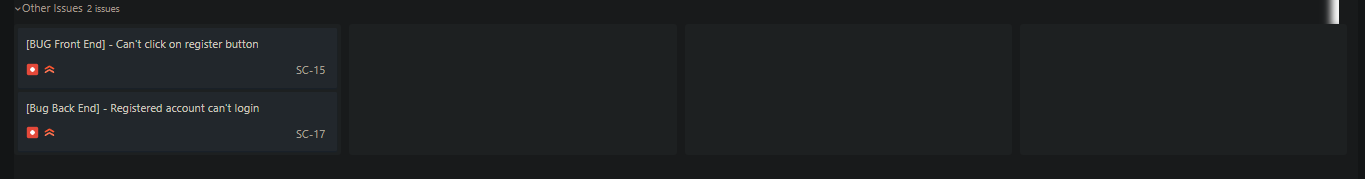 Other Issues 2 issues
[BUG Front End] - Can't click on register button
SC-15
[Bug Back End] - Registered account can't login
SC-17